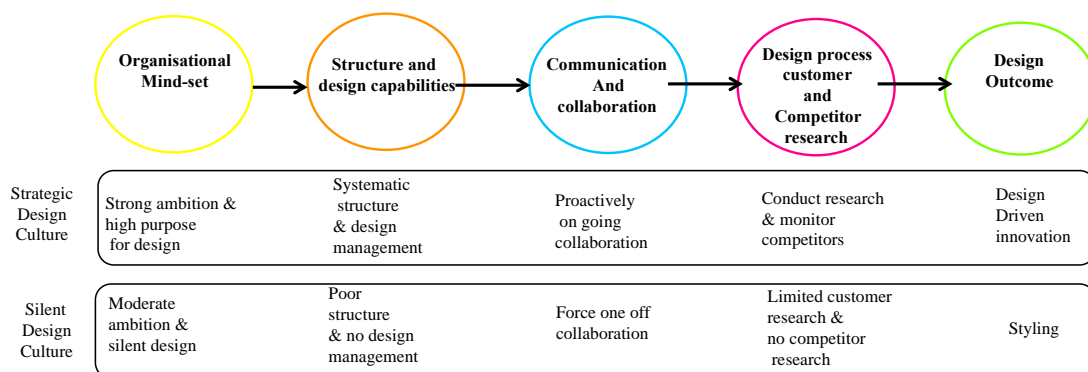 Organisational
Mind-set
Structure and
design capabilities
Communication
And
collaboration
Design process
customer
and
Competitor
research
Design
Outcome
Strategic
Design
Culture
Strong ambition &
high purpose
for design
Systematic
structure
& design
management
Proactively
on going
collaboration
Conduct research
& monitor
competitors
Design
Driven
innovation
Silent
Design
Culture
Moderate
ambition &
silent design
Poor
structure
& no design
management
Force one off
collaboration
Limited customer
research &
no competitor
research
Styling